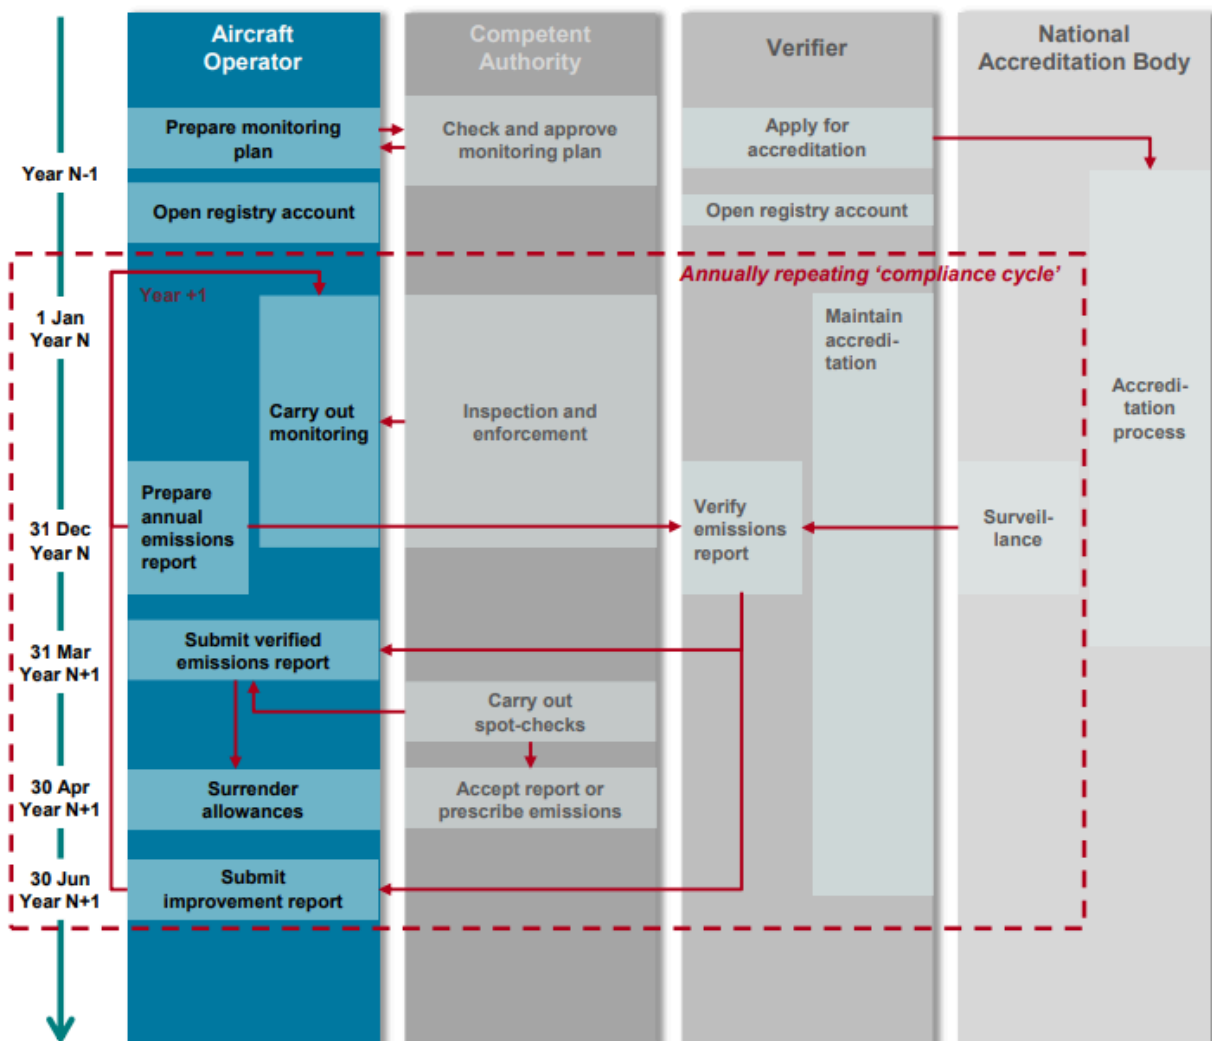 Aircraft
Operator
Competent
Authority
Verifier
National
Accreditation Body
Year N-1
Prepare monitoring
plan
Check and approve
monitoring plan
Apply for
accreditation
Open registry account
Open registry account
Annually repeating ‘compliance cycle’
Year +1
1 Jan
Year N
Carry out
monitoring
Inspection and
enforcement
Maintain
accredi-
tation
Accredi-
tation
process
31 Dec
Year N
Prepare
annual
emissions
report
Verify
emissions
report
Surveil-
lance
31 Mar
Year N+1
Submit verified
emissions report
Carry out
spot-checks
30 Apr
Year N+1
Surrender
allowances
Accept report or
prescribe emissions
30 Jun
Year N+1
Submit
improvement report